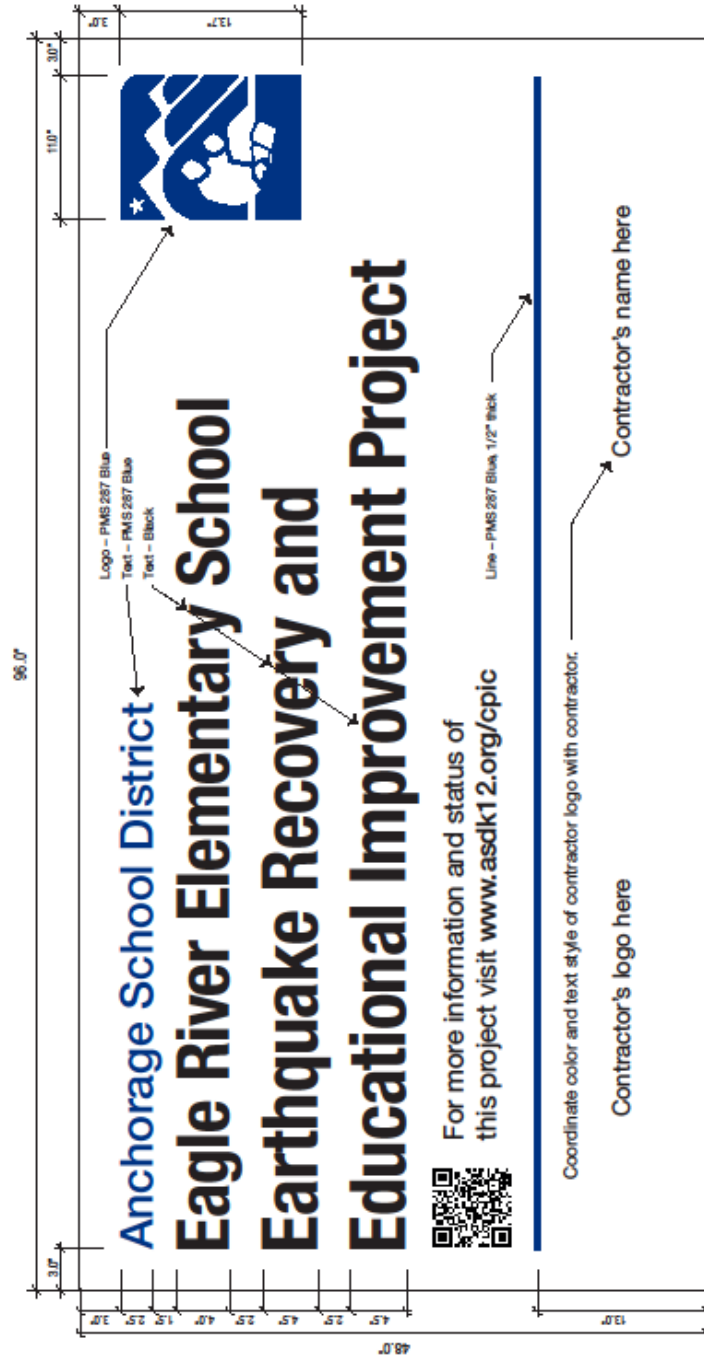 96.0"
3.0"
11.0"
3.0"
3.0"
13.7"
Logo – PMS 287 Blue
Text – PMS 287 Blue
Text – Black
Anchorage School District
Eagle River Elementary School
Earthquake Recovery and
Educational Improvement Project
For more information and status of
this project visit www.asdk12.org/cpic
Line – PMS 287 Blue, 1/2" thick
Coordinate color and text style of contractor logo with contractor.
Contractor's logo here
Contractor's name here
3.0"
2.5"
1.5"
4.0"
2.5"
4.5"
2.5"
4.5"
13.0"
48.0"